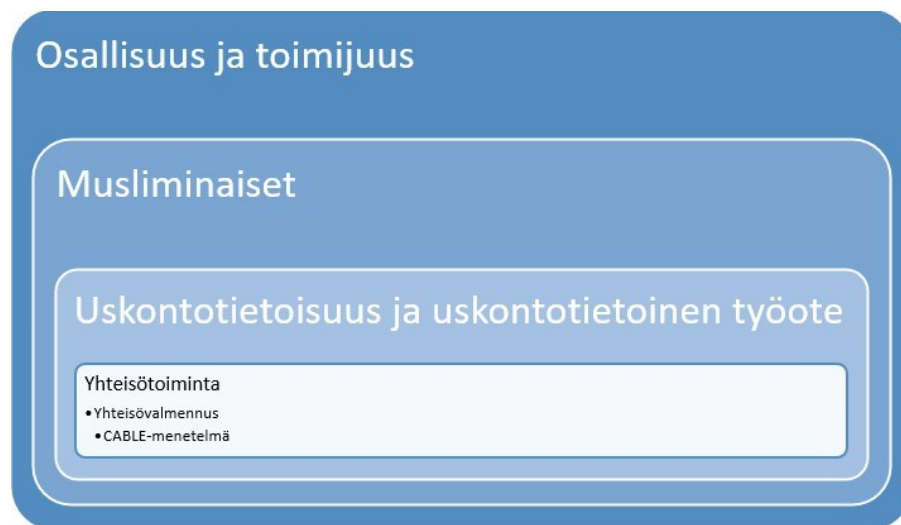 Osallisuus ja toimijuus
Musliminaiset
Uskontotietoisuus ja uskontotietoinen työote
Yhteisötoiminta
•Yhteisövalmennus
•CABLE-menetelmä